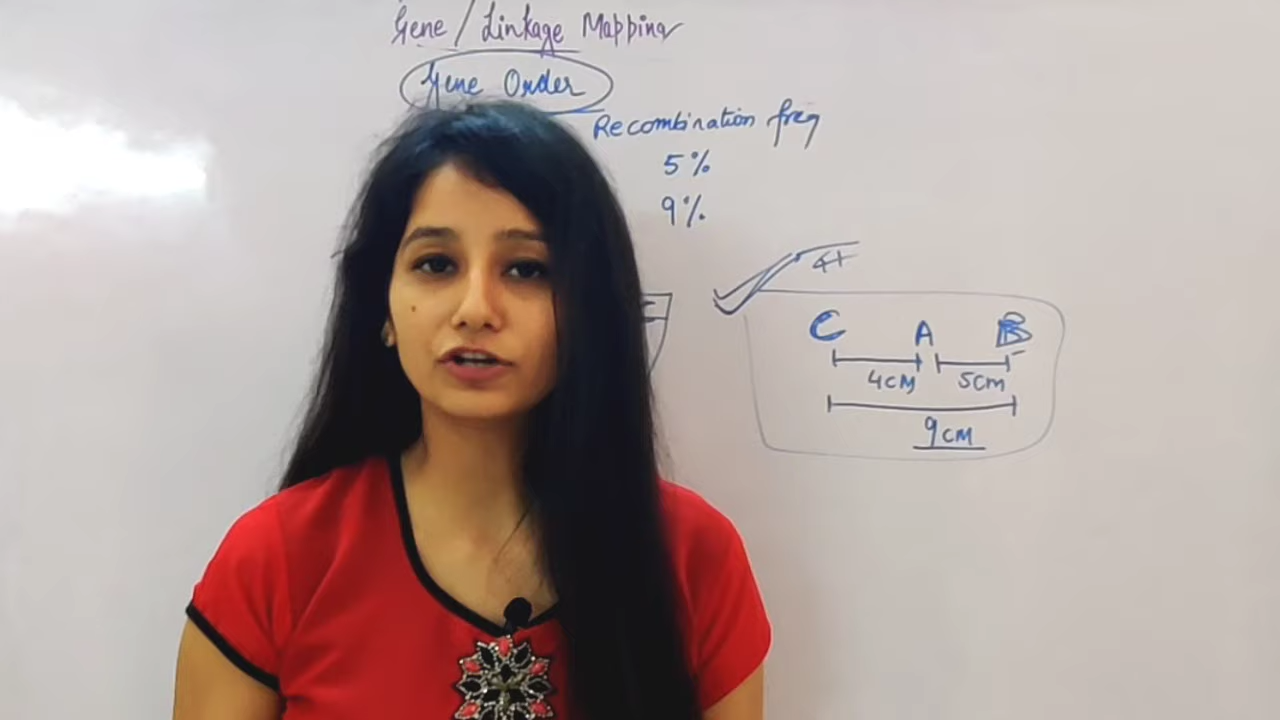 Gene / Linkage Mapping
Gene Order
Recombination freq
5%
9%
C A B
4CM 5CM
9CM